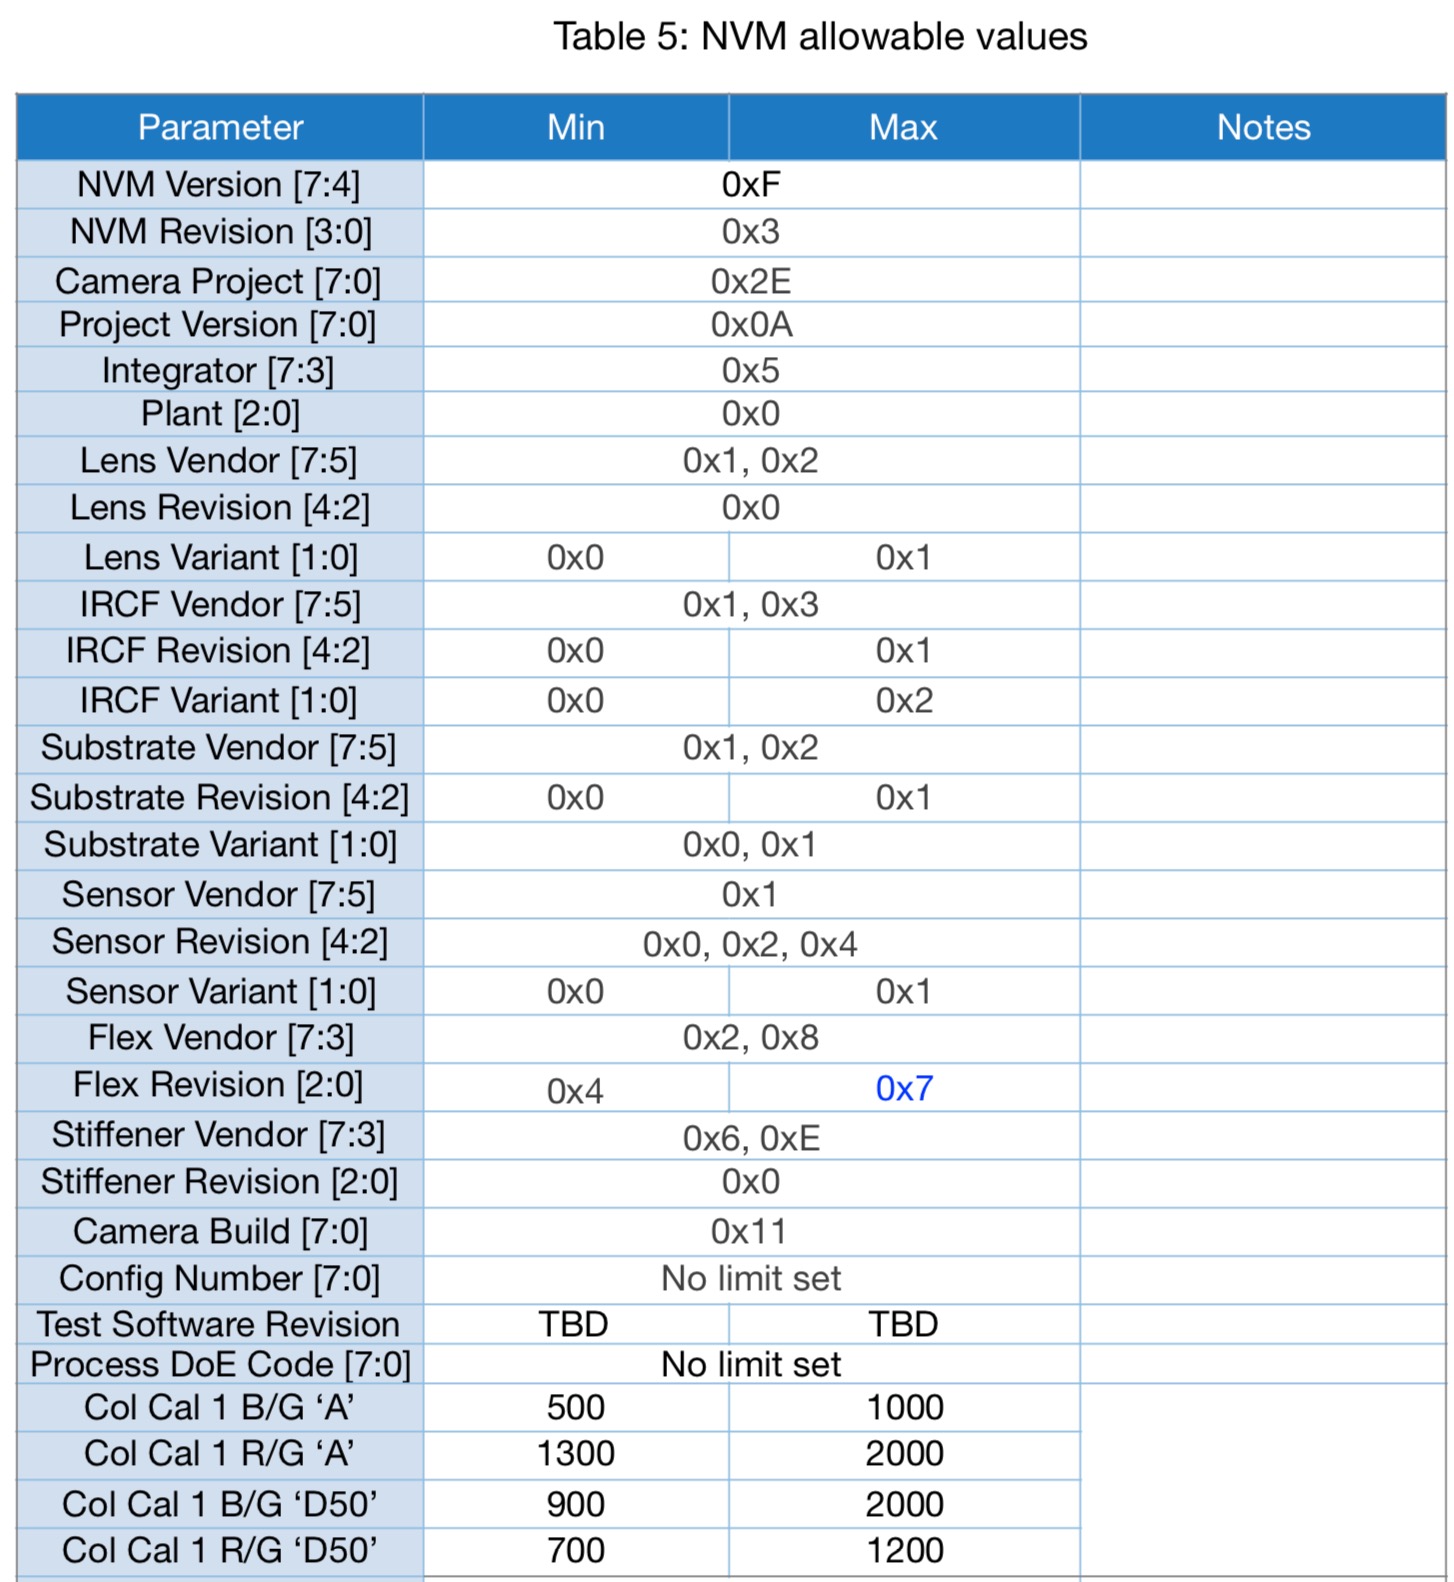 Table 5: NVM allowable values
Parameter Min Max Notes
NVM Version [7:4] 0xF
NVM Revision [3:0] 0x3
Camera Project [7:0] 0x2E
Project Version [7:0] 0x0A
Integrator [7:3] 0x5
Plant [2:0] 0x0
Lens Vendor [7:5] 0x1, 0x2
Lens Revision [4:2] 0x0
Lens Variant [1:0] 0x0 0x1
IRCF Vendor [7:5] 0x1, 0x3
IRCF Revision [4:2] 0x0 0x1
IRCF Variant [1:0] 0x0 0x2
Substrate Vendor [7:5] 0x1, 0x2
Substrate Revision [4:2] 0x0 0x1
Substrate Variant [1:0] 0x0, 0x1
Sensor Vendor [7:5] 0x1
Sensor Revision [4:2] 0x0, 0x2, 0x4
Sensor Variant [1:0] 0x0 0x1
Flex Vendor [7:3] 0x2, 0x8
Flex Revision [2:0] 0x4 0x7
Stiffener Vendor [7:3] 0x6, 0xE
Stiffener Revision [2:0] 0x0
Camera Build [7:0] 0x11
Config Number [7:0] No limit set
Test Software Revision TBD TBD
Process DoE Code [7:0] No limit set
Col Cal 1 B/G ‘A’ 500 1000
Col Cal 1 R/G ‘A’ 1300 2000
Col Cal 1 B/G ‘D50’ 900 2000
Col Cal 1 R/G ‘D50’ 700 1200